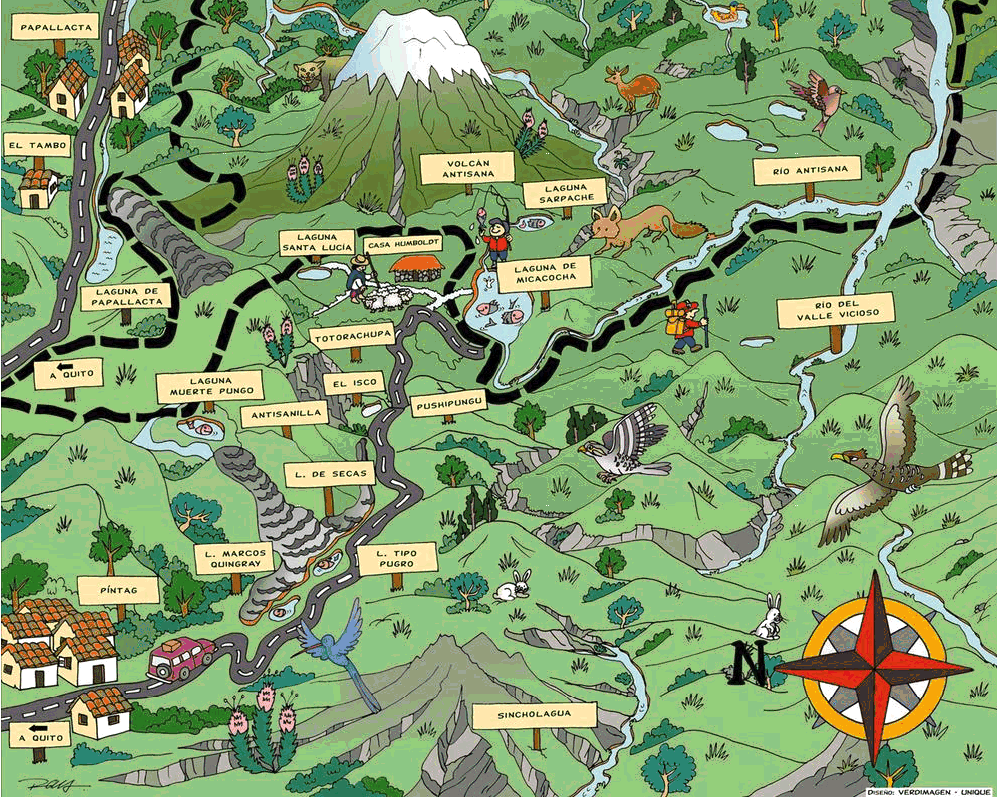 PAPALLACTA
EL TAMBO
VOLCÁN
ANTISANA
LAGUNA
SARPACHE
RÍO ANTISANA
LAGUNA
SANTA LUCÍA
CASA HUMBOLDT
LAGUNA DE
MICACOCHA
LAGUNA DE
PAPALLACTA
RÍO DEL
VALLE VICIOSO
TOTORACHUPA
A QUITO
LAGUNA
MUERTE PUNGO
EL ISCO
ANTISANILLA
PUSHIPUNGU
L. DE SECAS
L. MARCOS
QUINGRAY
L. TIPO
PUGRO
PÍNTAG
N
SINCHOLAGUA
A QUITO
DISEÑO: VERDIMAGEN - UNIQUE